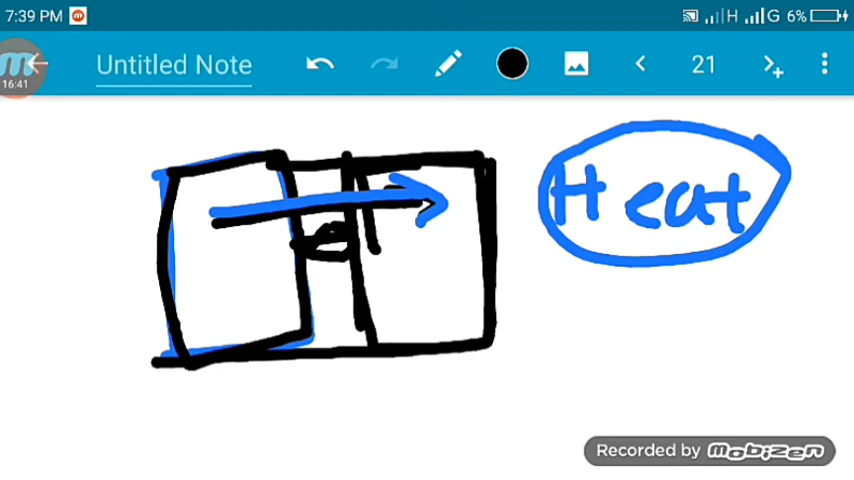 7:39 PM H G 6%
16:41 Untitled Note 21
Heat
Recorded by Mobizen